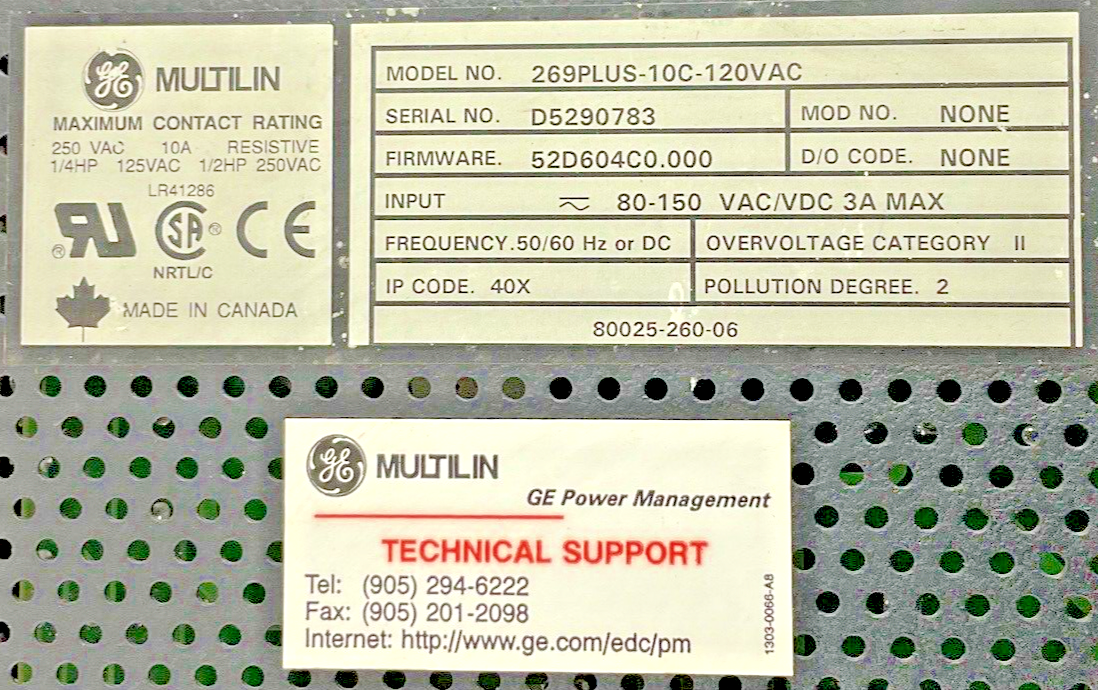 GE MULTILIN
MAXIMUM CONTACT RATING
250 VAC 10A RESISTIVE
1/4HP 125VAC 1/2HP 250VAC
LR41286
® RU SA ® CE
NRTL/C
MADE IN CANADA
MODEL NO. 269PLUS-10C-120VAC
SERIAL NO. D5290783 MOD NO. NONE
FIRMWARE. 52D604C0.000 D/O CODE. NONE
INPUT ⏦ 80-150 VAC/VDC 3A MAX
FREQUENCY.50/60 Hz or DC OVERVOLTAGE CATEGORY II
IP CODE. 40X POLLUTION DEGREE. 2
80025-260-06
GE MULTILIN
GE Power Management
TECHNICAL SUPPORT
Tel: (905) 294-6222
Fax: (905) 201-2098
Internet: http://www.ge.com/edc/pm
1303-0066-A8